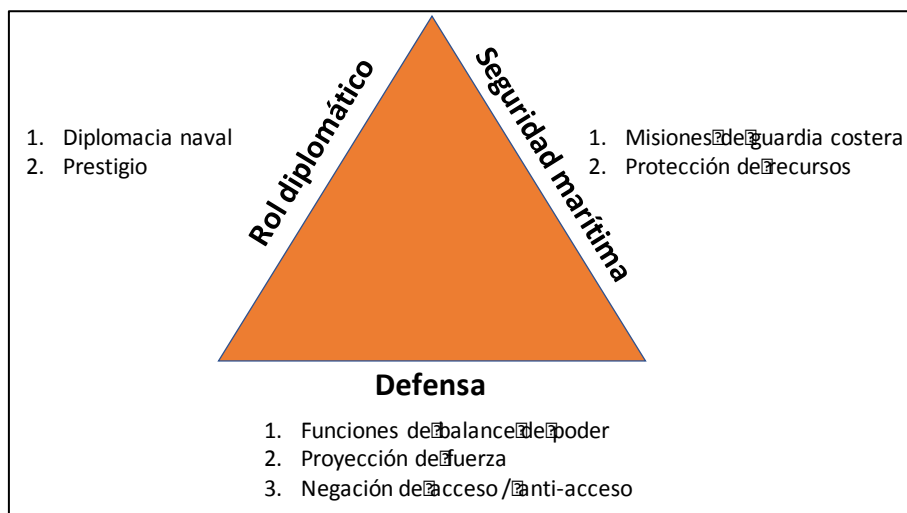 Rol diplomático
Seguridad marítima
1. Diplomacia naval
2. Prestigio
1. Misiones de guardia costera
2. Protección de recursos
Defensa
1. Funciones de balance de poder
2. Proyección de fuerza
3. Negación de acceso / anti-acceso